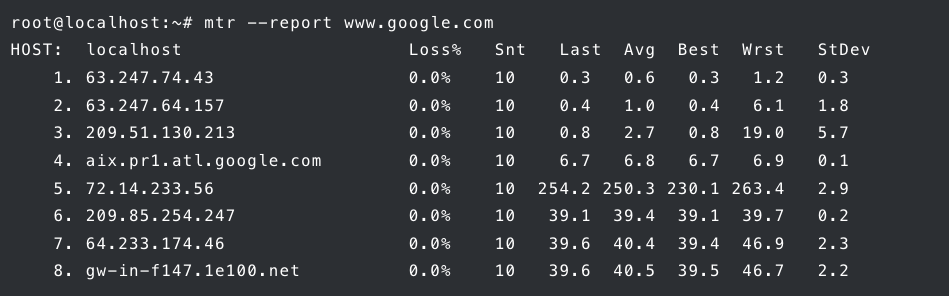 root@localhost:~# mtr --report www.google.com
HOST:  localhost                     Loss%   Snt   Last  Avg  Best  Wrst   StDev
    1. 63.247.74.43                  0.0%    10    0.3   0.6   0.3   1.2   0.3
    2. 63.247.64.157                 0.0%    10    0.4   1.0   0.4   6.1   1.8
    3. 209.51.130.213                0.0%    10    0.8   2.7   0.8  19.0   5.7
    4. aix.pr1.atl.google.com        0.0%    10    6.7   6.8   6.7   6.9   0.1
    5. 72.14.233.56                  0.0%    10  254.2 250.3 230.1 263.4   2.9
    6. 209.85.254.247                0.0%    10   39.1  39.4  39.1  39.7   0.2
    7. 64.233.174.46                 0.0%    10   39.6  40.4  39.4  46.9   2.3
    8. gw-in-f147.1e100.net          0.0%    10   39.6  40.5  39.5  46.7   2.2